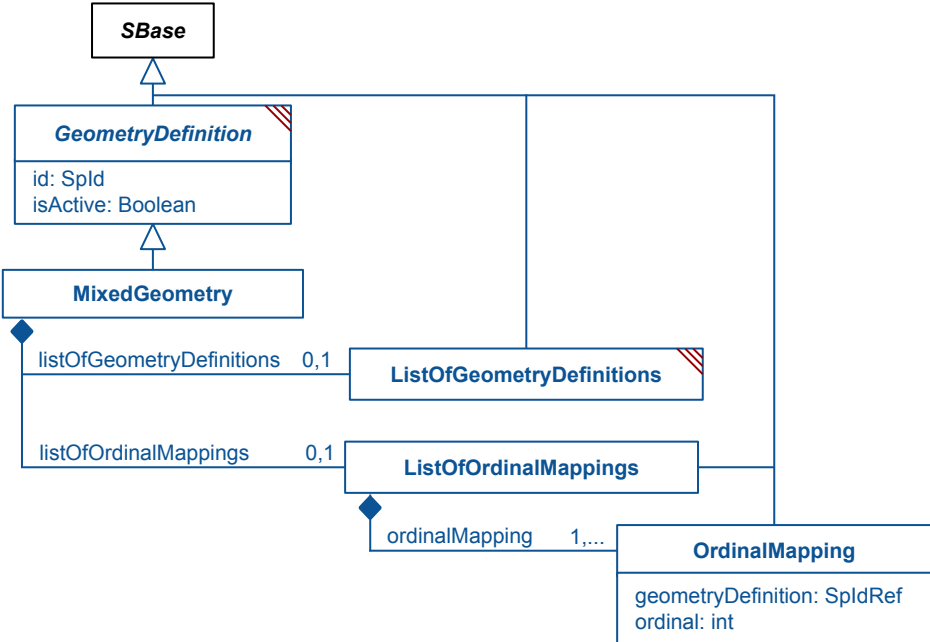 SBase
GeometryDefinition
id: SpId
isActive: Boolean
MixedGeometry
listOfGeometryDefinitions 0,1
ListOfGeometryDefinitions
listOfOrdinalMappings 0,1
ListOfOrdinalMappings
ordinalMapping 1,...
OrdinalMapping
geometryDefinition: SpIdRef
ordinal: int